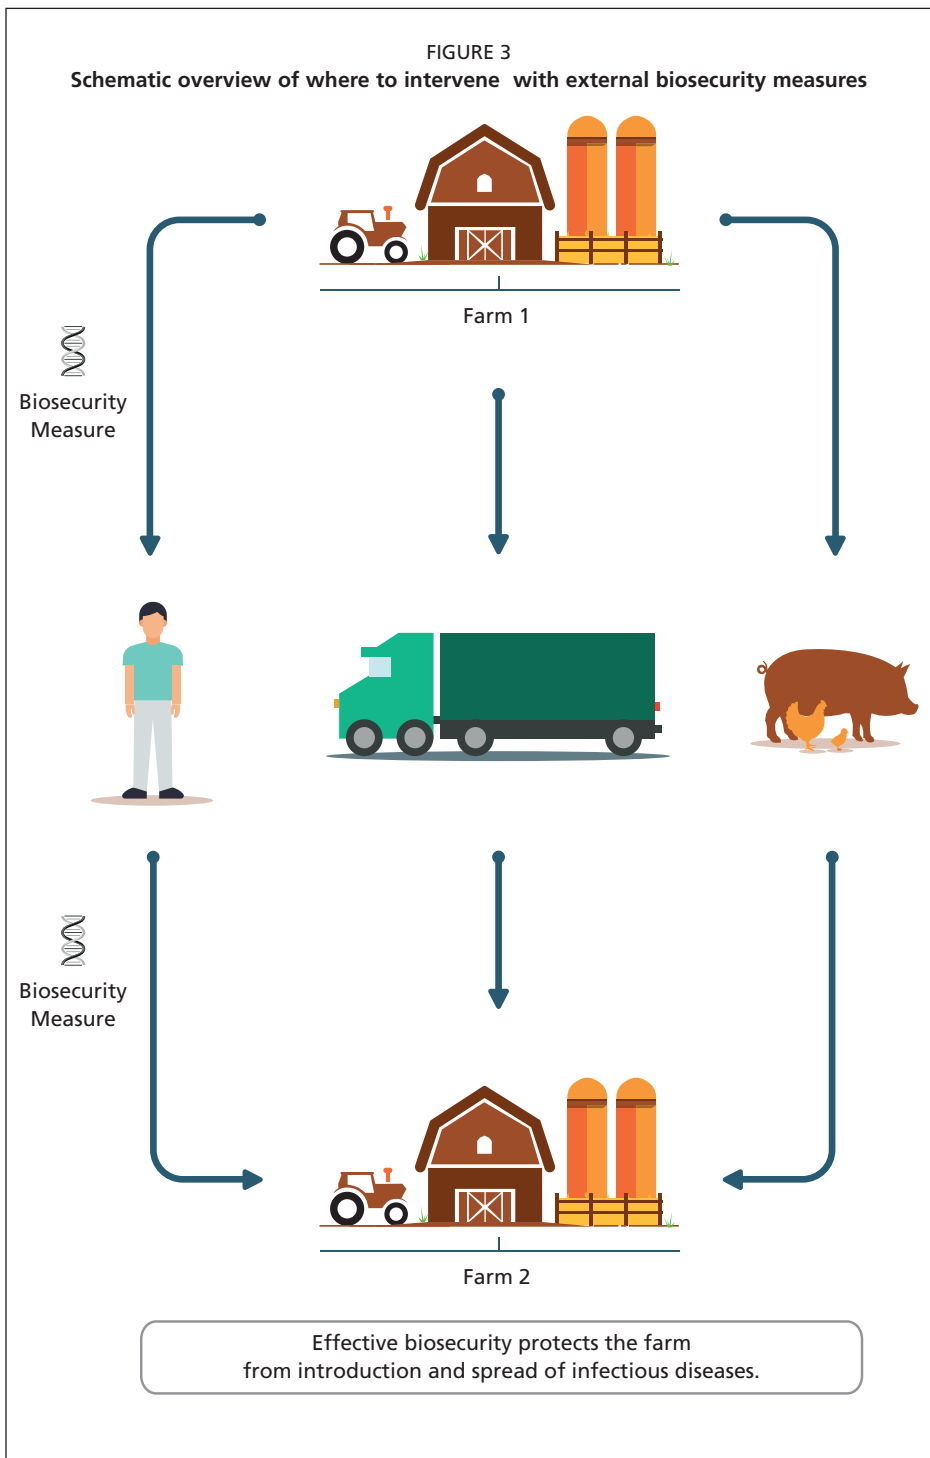 FIGURE 3
Schematic overview of where to intervene with external biosecurity measures
Farm 1
Biosecurity
Measure
Biosecurity
Measure
Farm 2
Effective biosecurity protects the farm
from introduction and spread of infectious diseases.